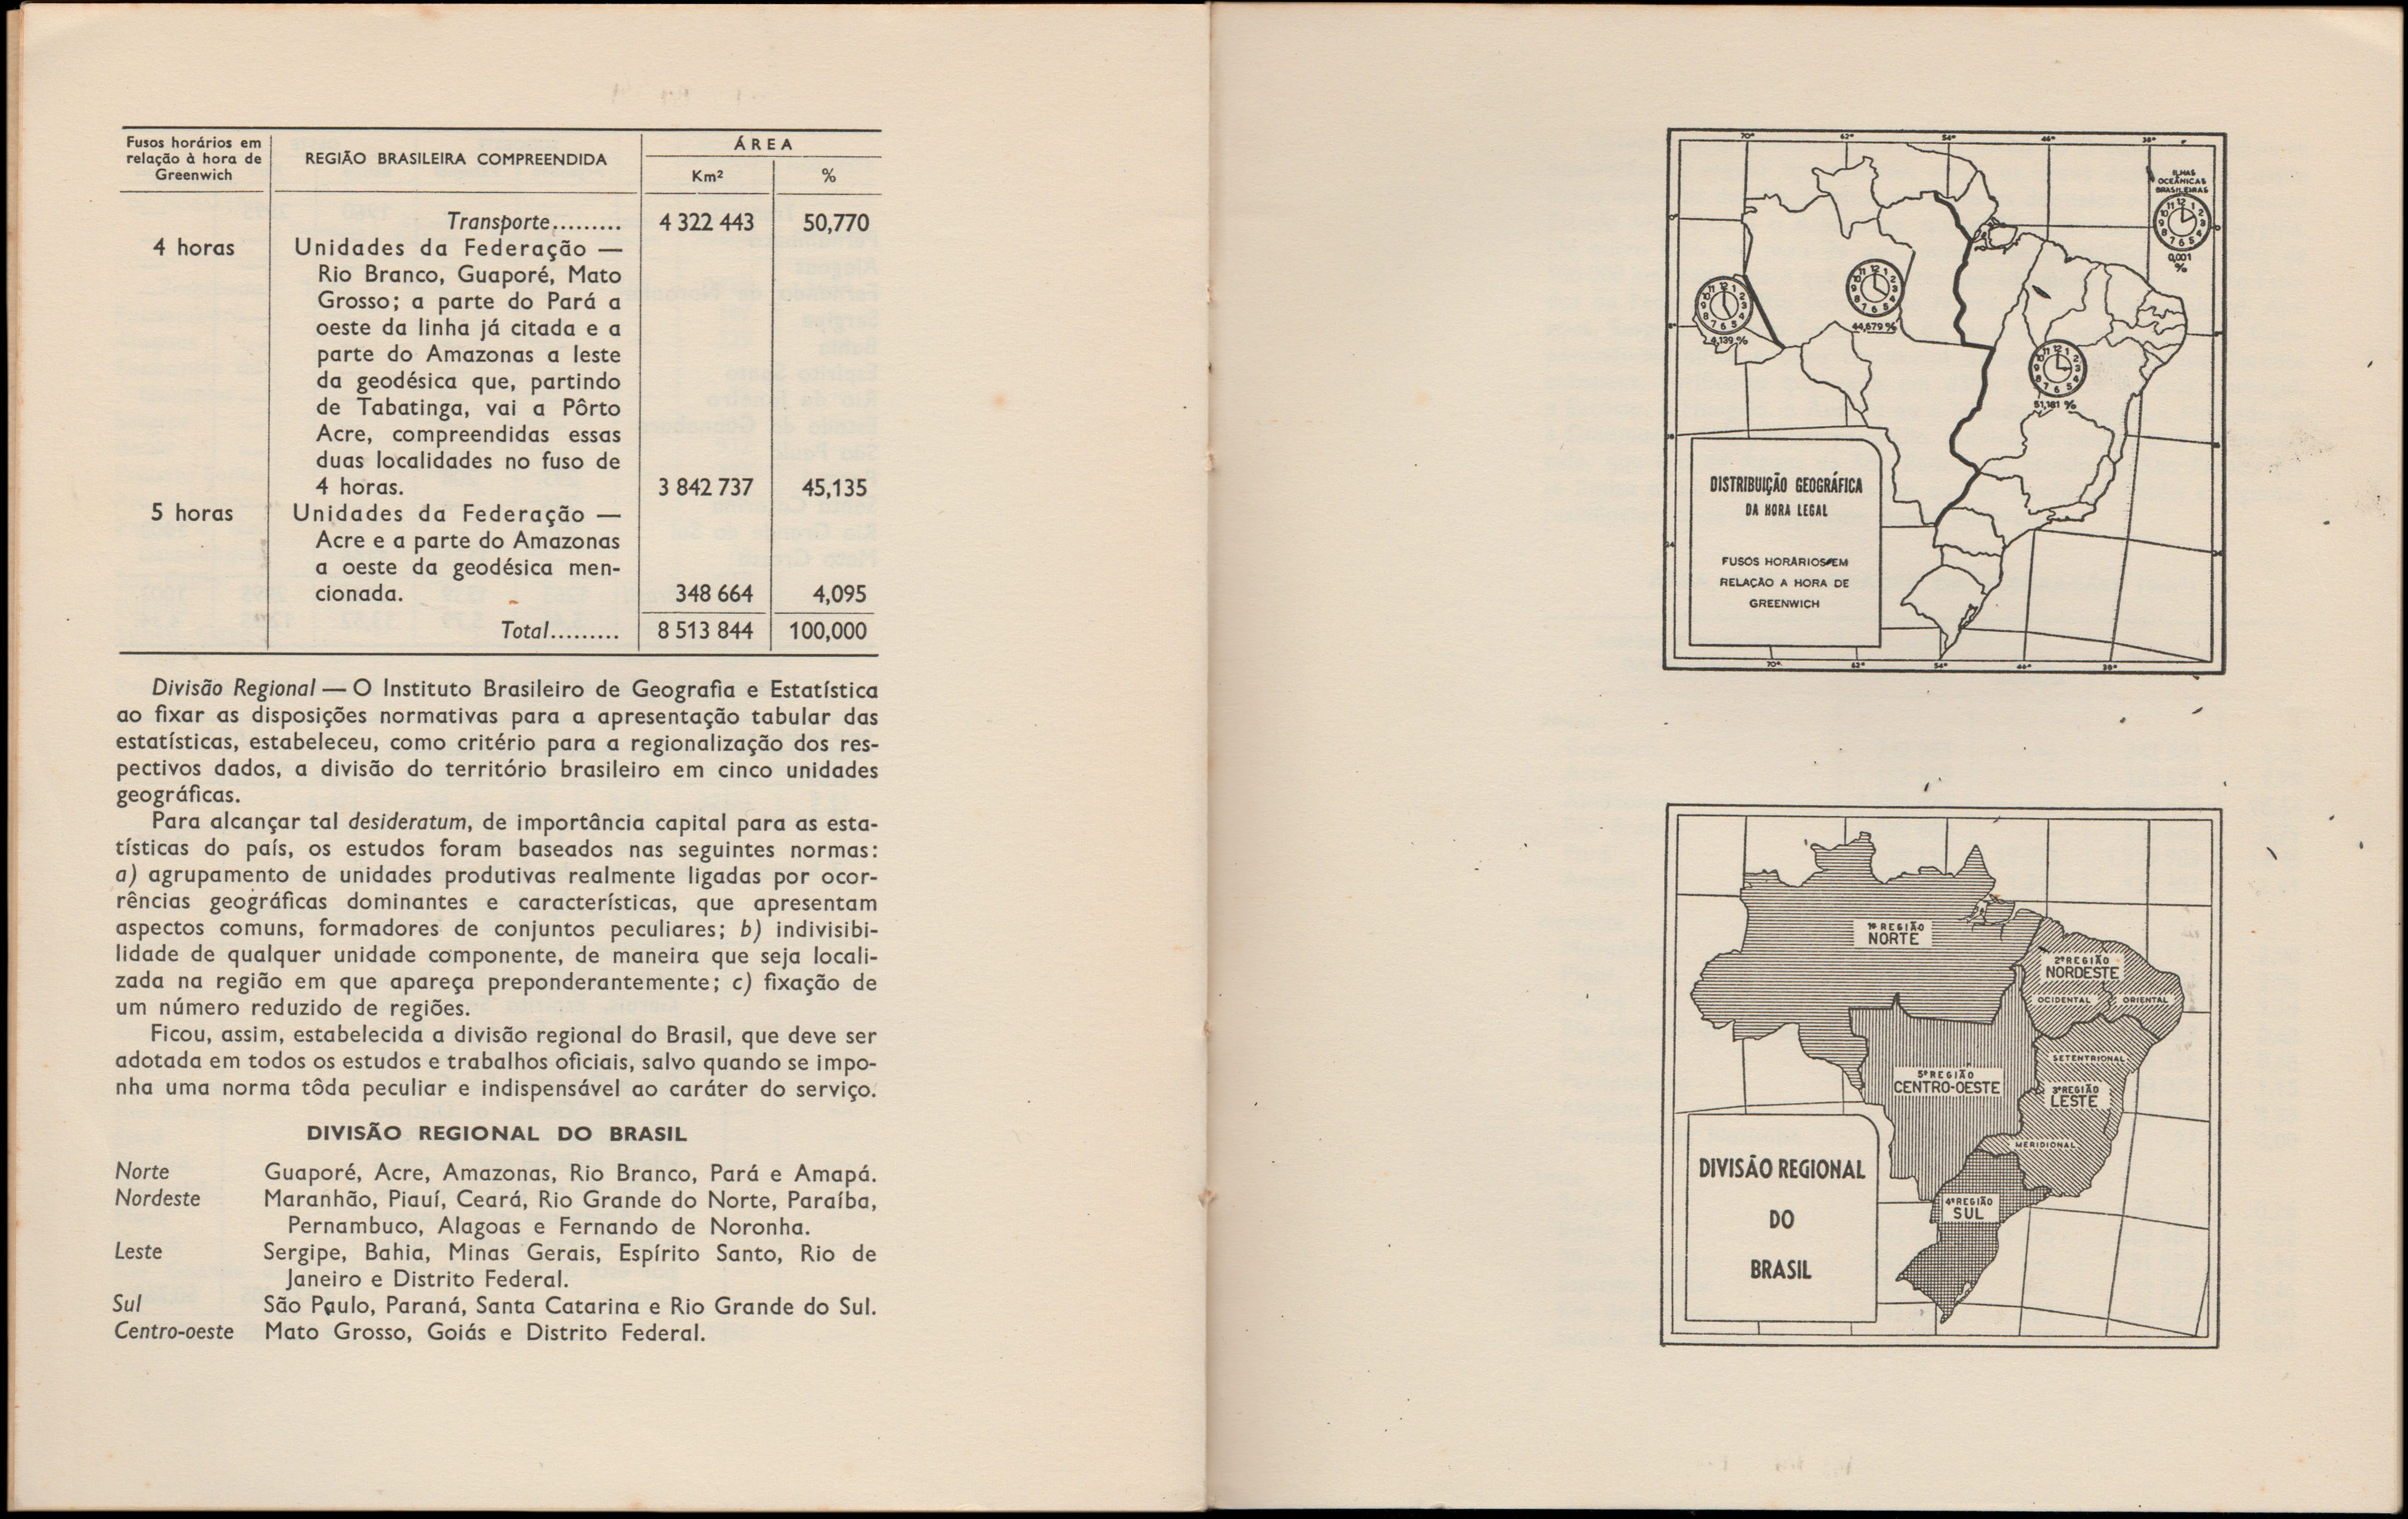 Fusos horários em
relação à hora de
Greenwich
REGIÃO BRASILEIRA COMPREENDIDA
ÁREA
Km²
%
Transporte......... 4 322 443 50,770
4 horas Unidades da Federação —
Rio Branco, Guaporé, Mato
Grosso; a parte do Pará a
oeste da linha já citada e a
parte do Amazonas a leste
da geodésica que, partindo
de Tabatinga, vai a Pôrto
Acre, compreendidas essas
duas localidades no fuso de
4 horas. 3 842 737 45,135
5 horas Unidades da Federação —
Acre e a parte do Amazonas
a oeste da geodésica men-
cionada. 348 664 4,095
Total......... 8 513 844 100,000
Divisão Regional — O Instituto Brasileiro de Geografia e Estatística
ao fixar as disposições normativas para a apresentação tabular das
estatísticas, estabeleceu, como critério para a regionalização dos res-
pectivos dados, a divisão do território brasileiro em cinco unidades
geográficas.
Para alcançar tal desideratum, de importância capital para as esta-
tísticas do país, os estudos foram baseados nas seguintes normas:
a) agrupamento de unidades produtivas realmente ligadas por ocor-
rências geográficas dominantes e características, que apresentam
aspectos comuns, formadores de conjuntos peculiares; b) indivisibi-
lidade de qualquer unidade componente, de maneira que seja locali-
zada na região em que apareça preponderantemente; c) fixação de
um número reduzido de regiões.
Ficou, assim, estabelecida a divisão regional do Brasil, que deve ser
adotada em todos os estudos e trabalhos oficiais, salvo quando se impo-
nha uma norma tôda peculiar e indispensável ao caráter do serviço.
DIVISÃO REGIONAL DO BRASIL
Norte Guaporé, Acre, Amazonas, Rio Branco, Pará e Amapá.
Nordeste Maranhão, Piauí, Ceará, Rio Grande do Norte, Paraíba,
Pernambuco, Alagoas e Fernando de Noronha.
Leste Sergipe, Bahia, Minas Gerais, Espírito Santo, Rio de
Janeiro e Distrito Federal.
Sul São Paulo, Paraná, Santa Catarina e Rio Grande do Sul.
Centro-oeste Mato Grosso, Goiás e Distrito Federal.
70° 62° 54° 46° 38°
ILHAS
OCEÂNICAS
BRASILEIRAS
0,001
%
44,679 %
4,139 %
51,181 %
DISTRIBUIÇÃO GEOGRÁFICA
DA HORA LEGAL
FUSOS HORÁRIOS EM
RELAÇÃO A HORA DE
GREENWICH
70° 62° 54° 46° 38°
1ª REGIÃO
NORTE
2ª REGIÃO
NORDESTE
OCIDENTAL
ORIENTAL
SETENTRIONAL
5ª REGIÃO
CENTRO-OESTE
3ª REGIÃO
LESTE
MERIDIONAL
4ª REGIÃO
SUL
DIVISÃO REGIONAL
DO
BRASIL